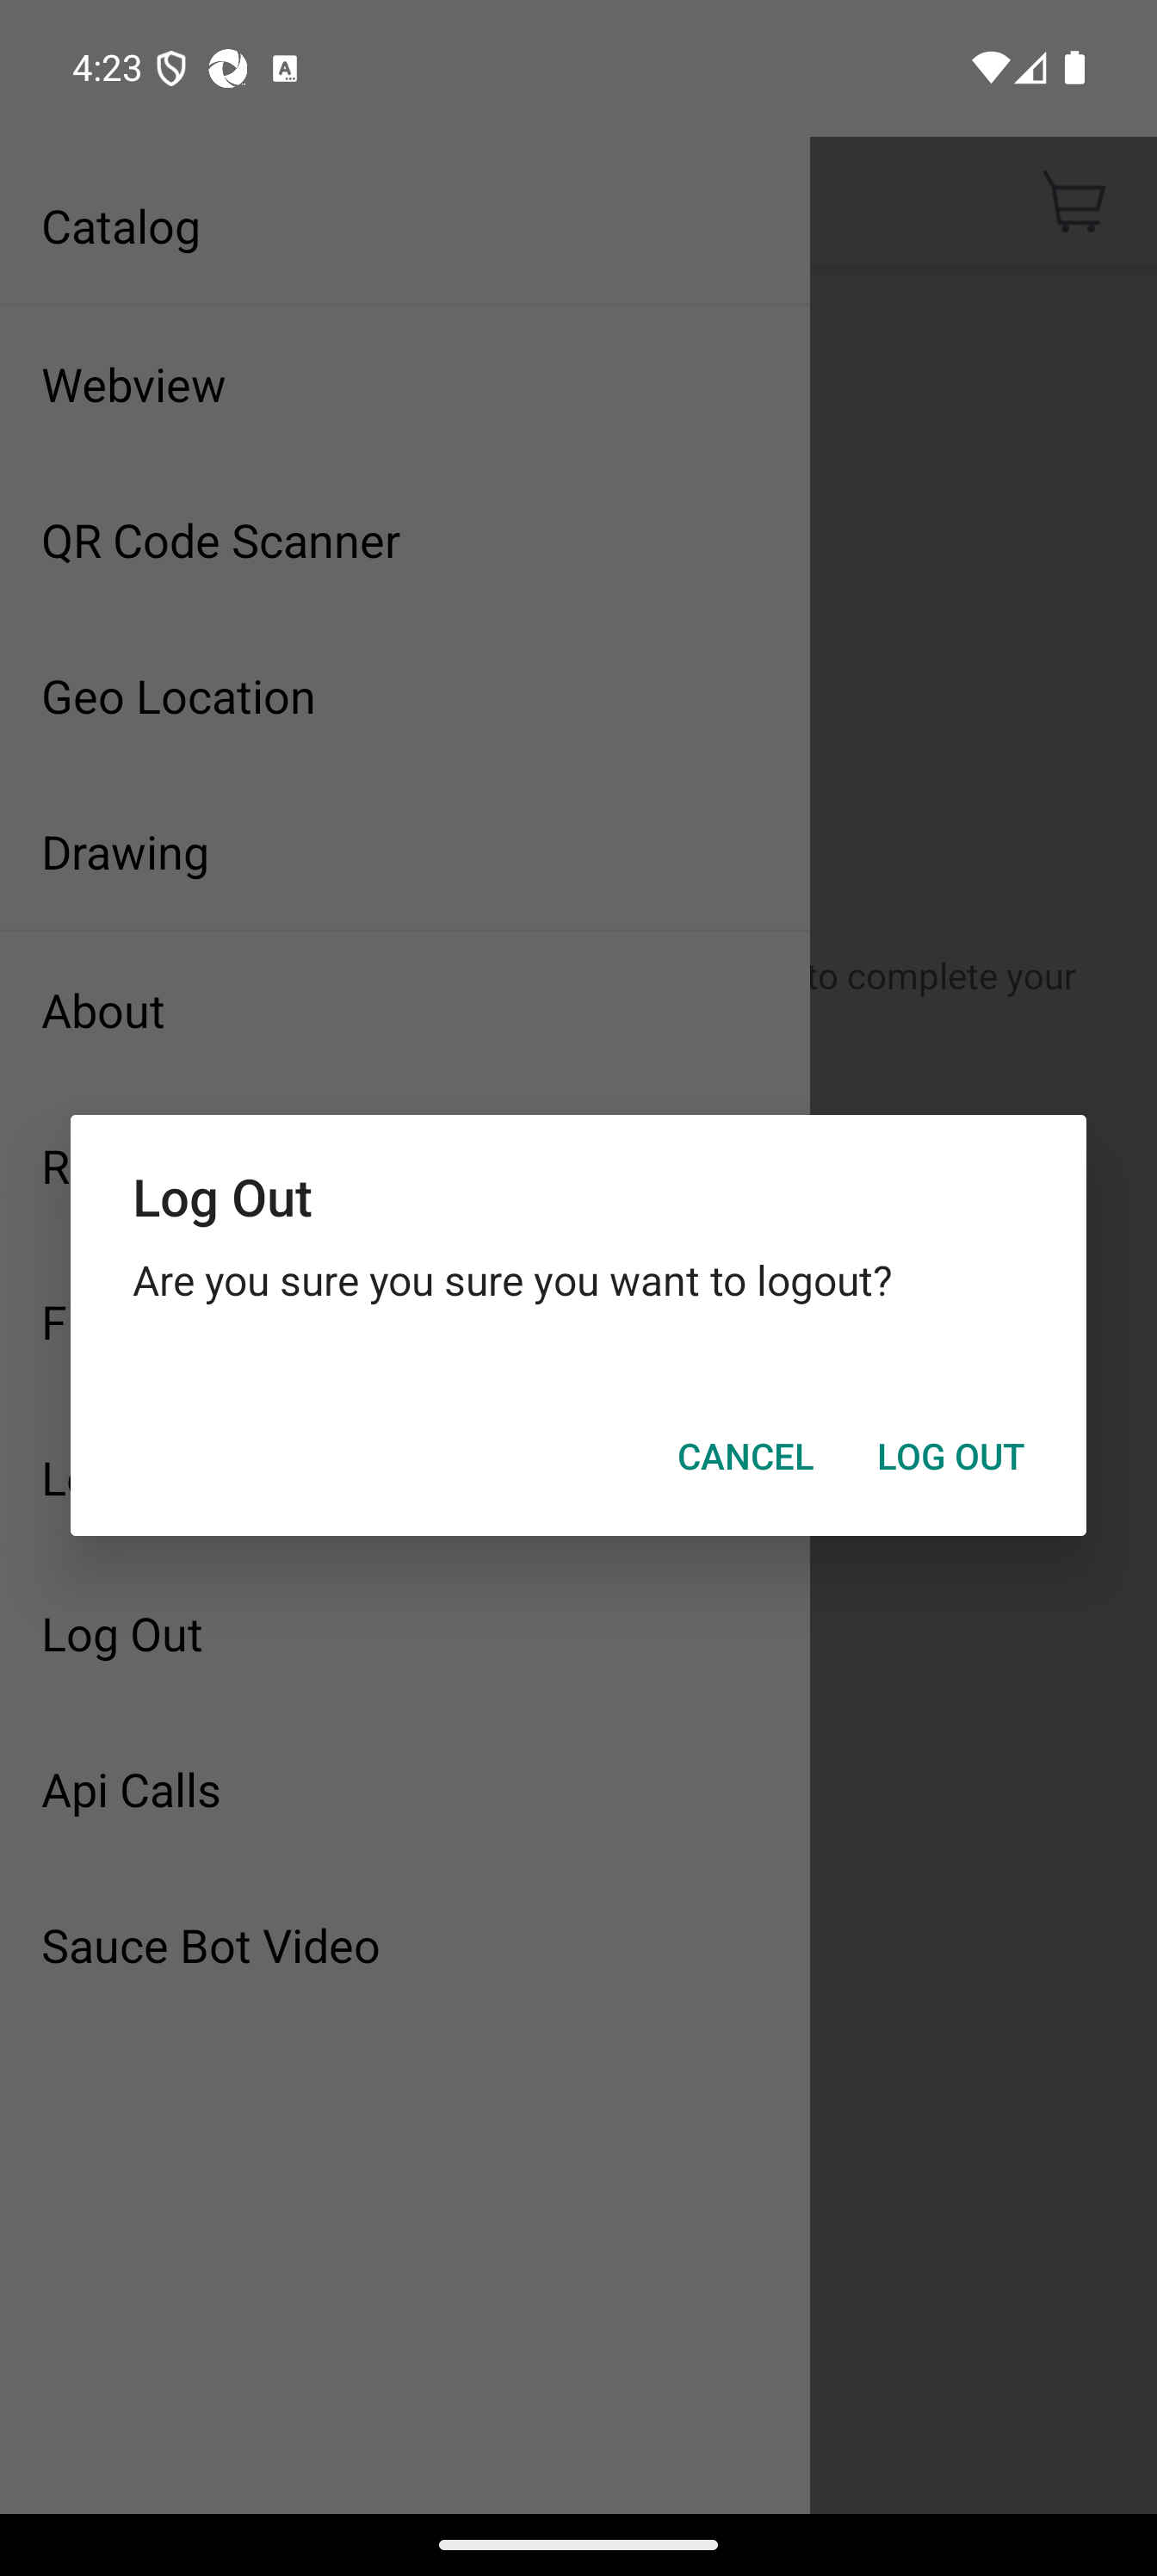 4:23
Catalog
Webview
QR Code Scanner
Geo Location
Drawing
to complete your
About
Log Out
Are you sure you sure you want to logout?
CANCEL LOG OUT
Log Out
Api Calls
Sauce Bot Video